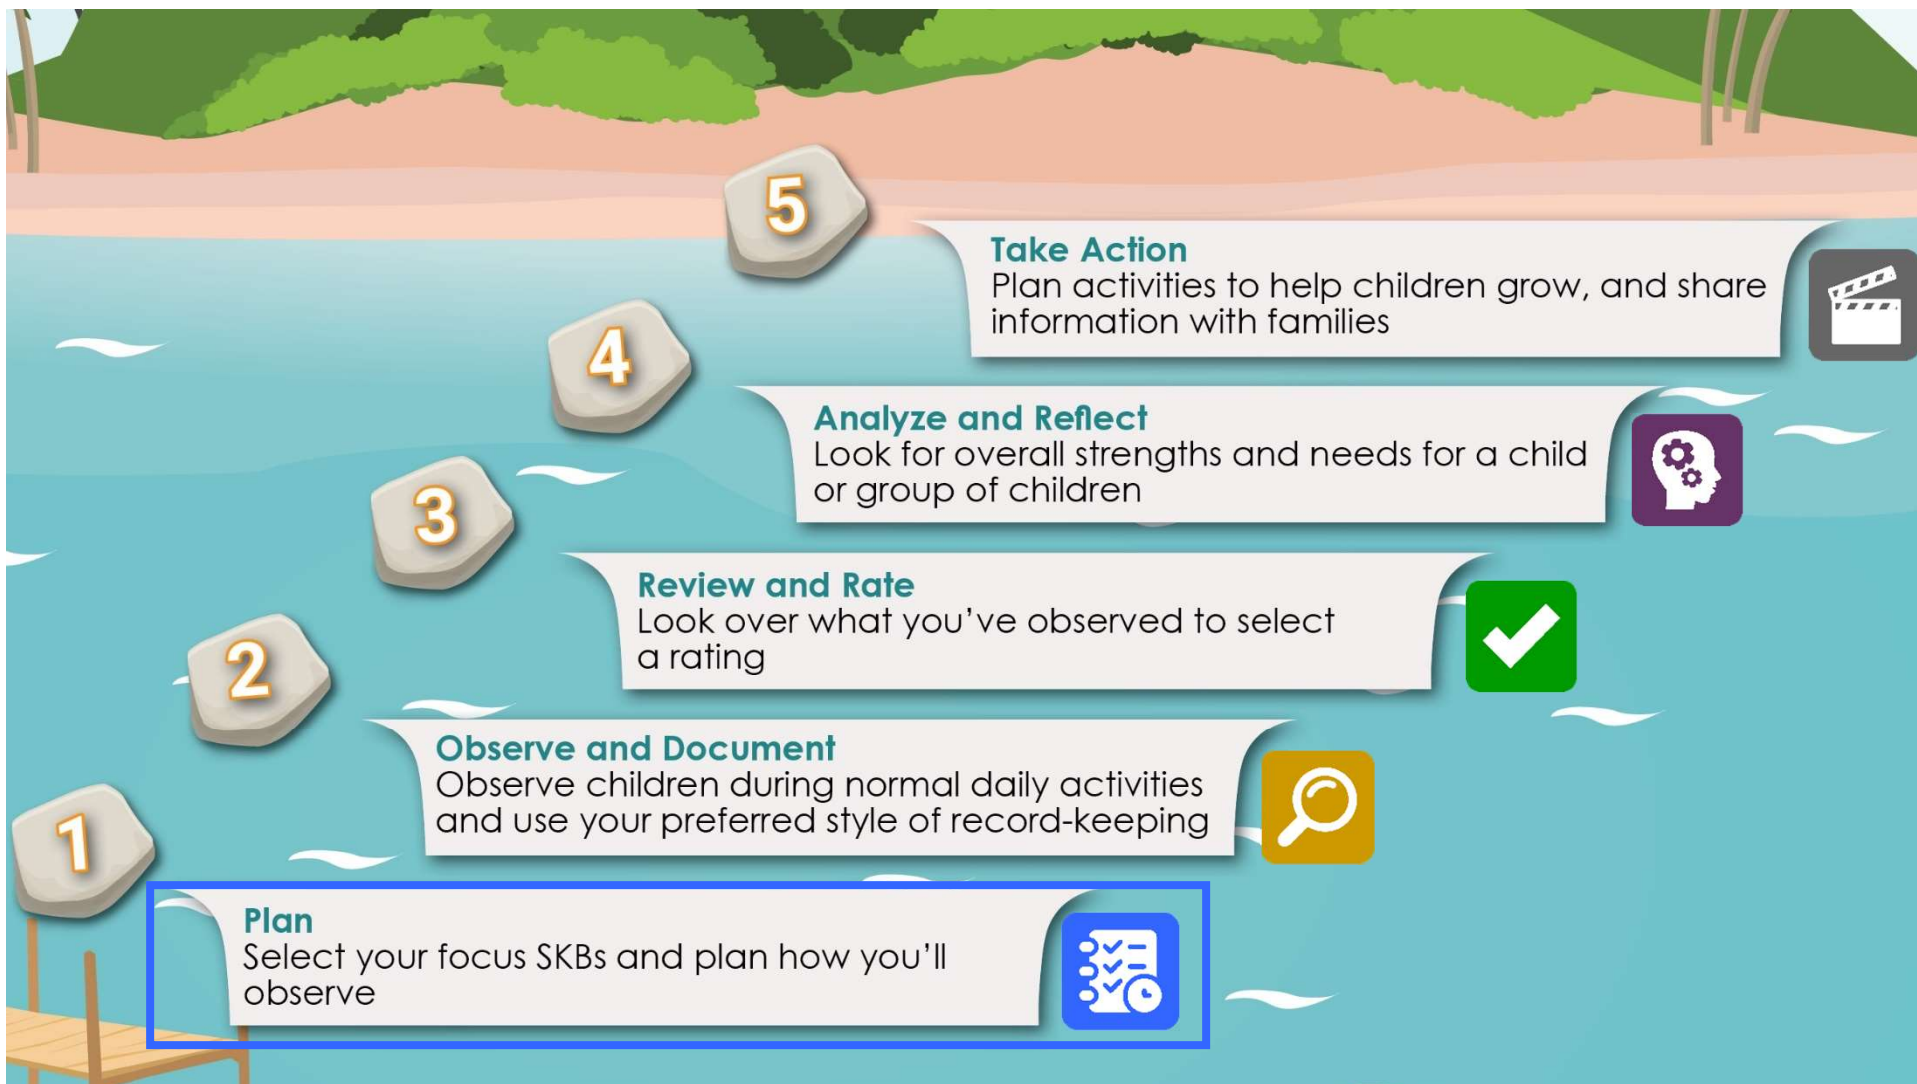 5
Take Action
Plan activities to help children grow, and share
information with families
4
Analyze and Reflect
Look for overall strengths and needs for a child
or group of children
3
Review and Rate
Look over what you've observed to select
a rating
2
Observe and Document
Observe children during normal daily activities
and use your preferred style of record-keeping
1
Plan
Select your focus SKBs and plan how you'll
observe